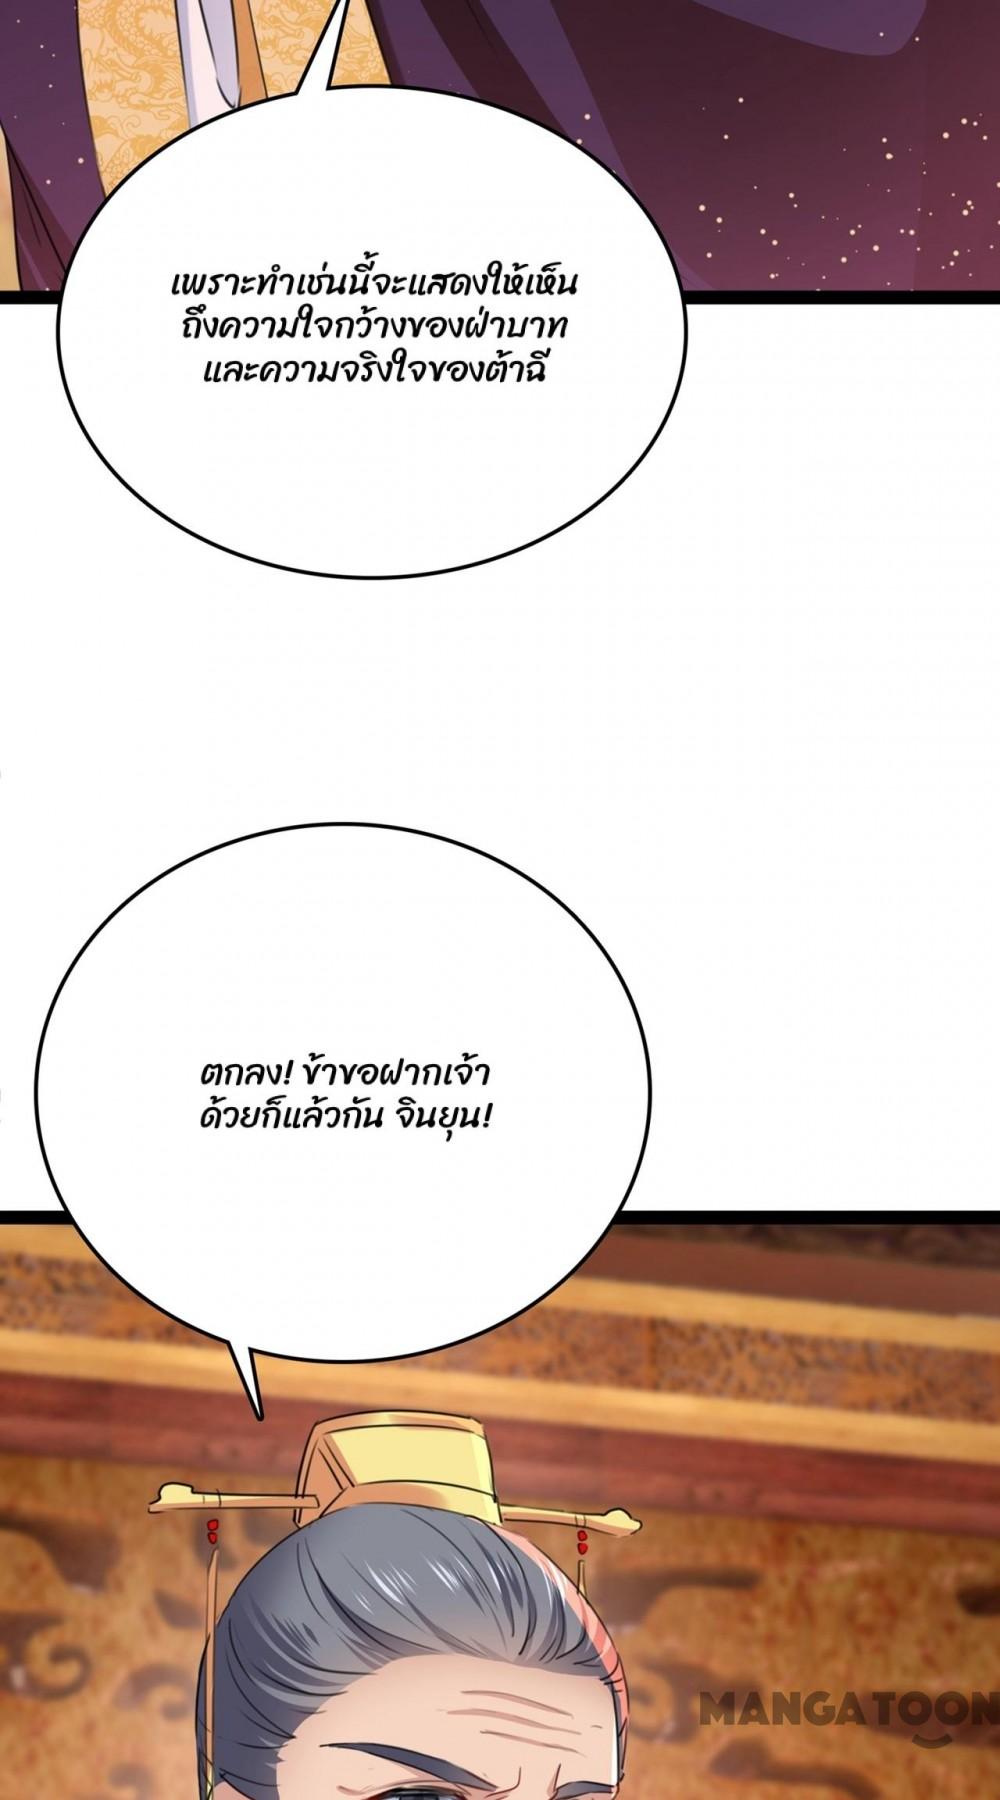 เพราะทำเช่นนี้จะแสดงให้เห็น
ถึงความใจกว้างของฝ่าบาท
และความจริงใจของต้าฉี
ตกลง! ข้าขอฝากเจ้า
ด้วยก็แล้วกัน จินยุน!
MANGATOON